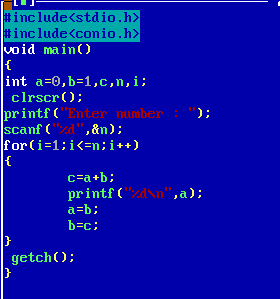 #include<stdio.h>
#include<conio.h>
void main()
{
int a=0,b=1,c,n,i;
 clrscr();
printf("Enter number : ");
scanf("%d",&n);
for(i=1;i<=n;i++)
{
        c=a+b;
        printf("%d\n",a);
        a=b;
        b=c;
}
 getch();
}